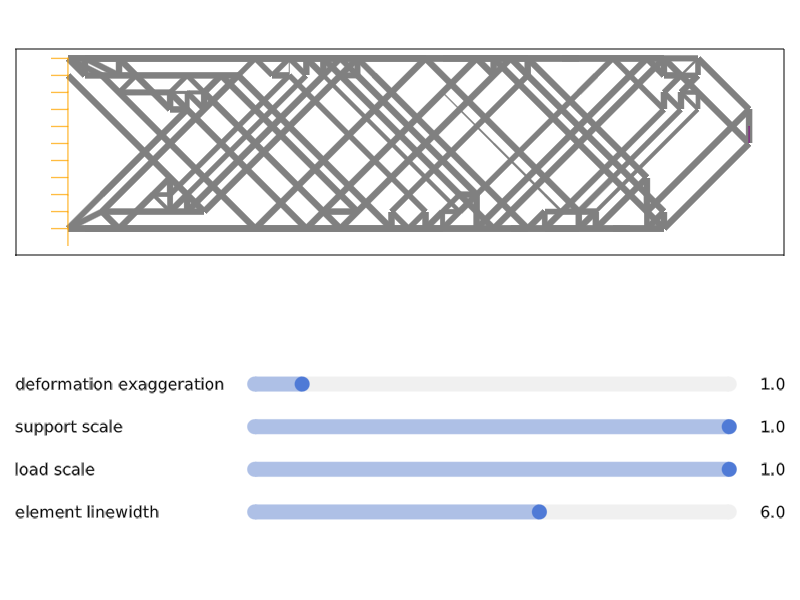 deformation exaggeration 1.0
support scale 1.0
load scale 1.0
element linewidth 6.0